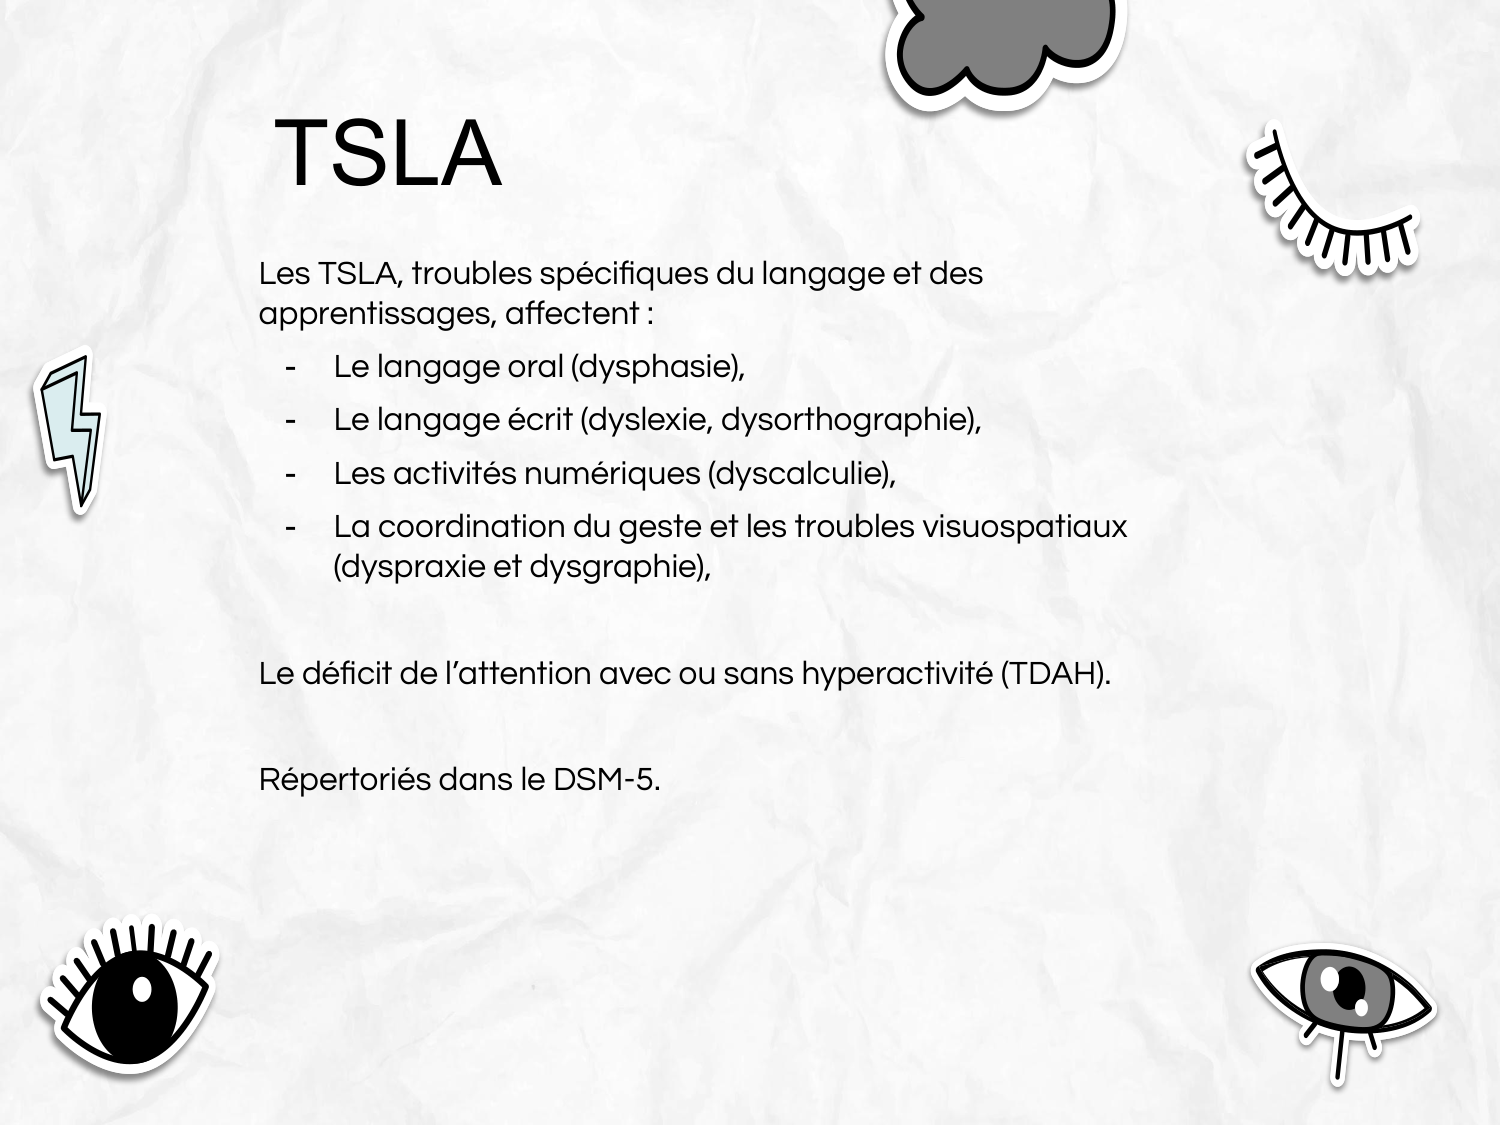 TSLA
Les TSLA, troubles spécifiques du langage et des
apprentissages, affectent :
- Le langage oral (dysphasie),
- Le langage écrit (dyslexie, dysorthographie),
- Les activités numériques (dyscalculie),
- La coordination du geste et les troubles visuospatiaux
(dyspraxie et dysgraphie),
Le déficit de l’attention avec ou sans hyperactivité (TDAH).
Répertoriés dans le DSM-5.